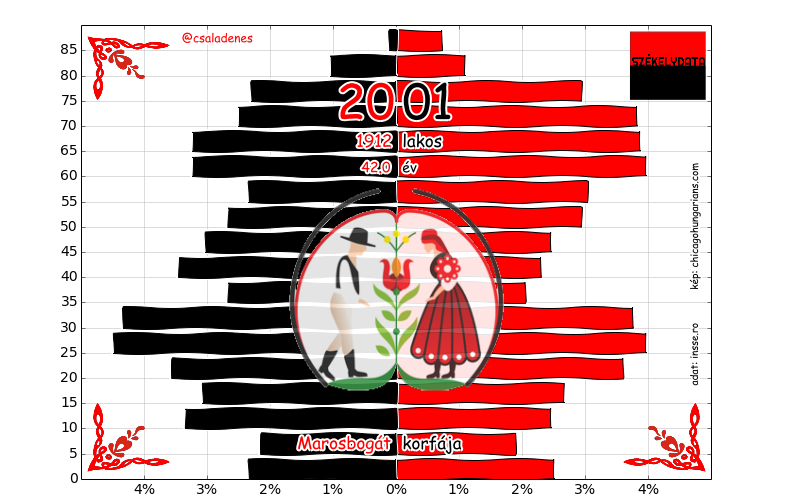 @csaladenes
SZÉKELYDATA
2001
1912 lakos
42,0 év
kép: chicagohungarians.com
adat: insse.ro
Marosbogát korfája
85
80
75
70
65
60
55
50
45
40
35
30
25
20
15
10
5
0
4% 3% 2% 1% 0% 1% 2% 3% 4%